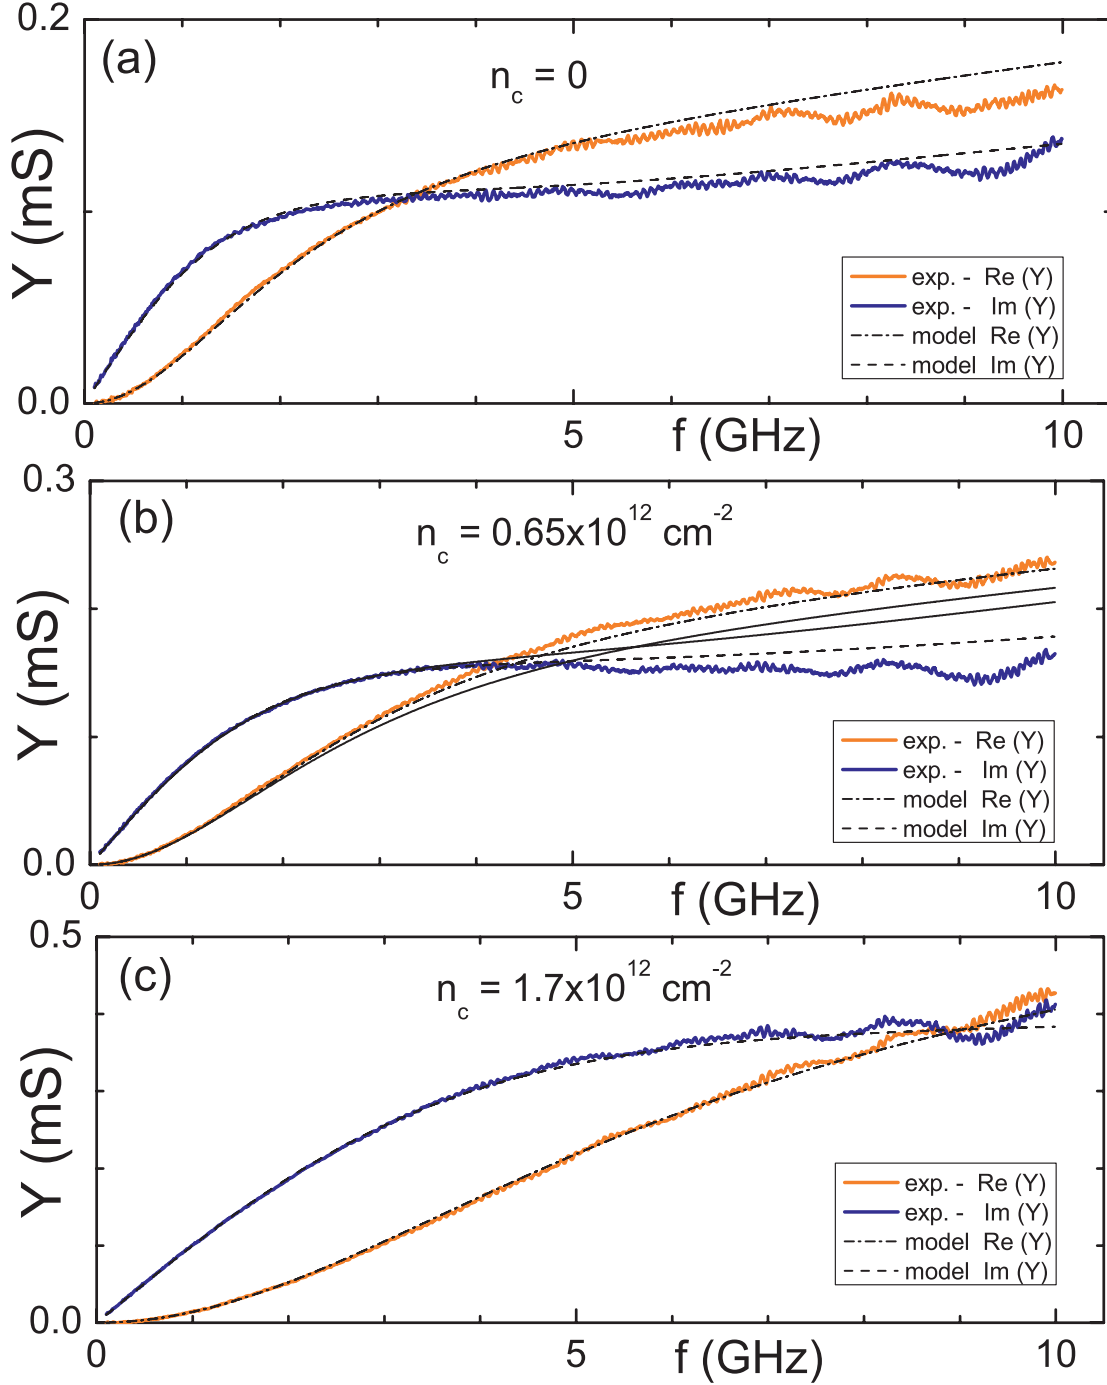 0.2
(a)
n_c = 0
Y (mS)
exp. - Re (Y)
exp. - Im (Y)
model Re (Y)
model Im (Y)
0.0
0 5 f (GHz) 10
0.3
(b)
n_c = 0.65x10^12 cm^-2
Y (mS)
exp. - Re (Y)
exp. - Im (Y)
model Re (Y)
model Im (Y)
0.0
0 5 f (GHz) 10
0.5
(c)
n_c = 1.7x10^12 cm^-2
Y (mS)
exp. - Re (Y)
exp. - Im (Y)
model Re (Y)
model Im (Y)
0.0
0 5 f (GHz) 10